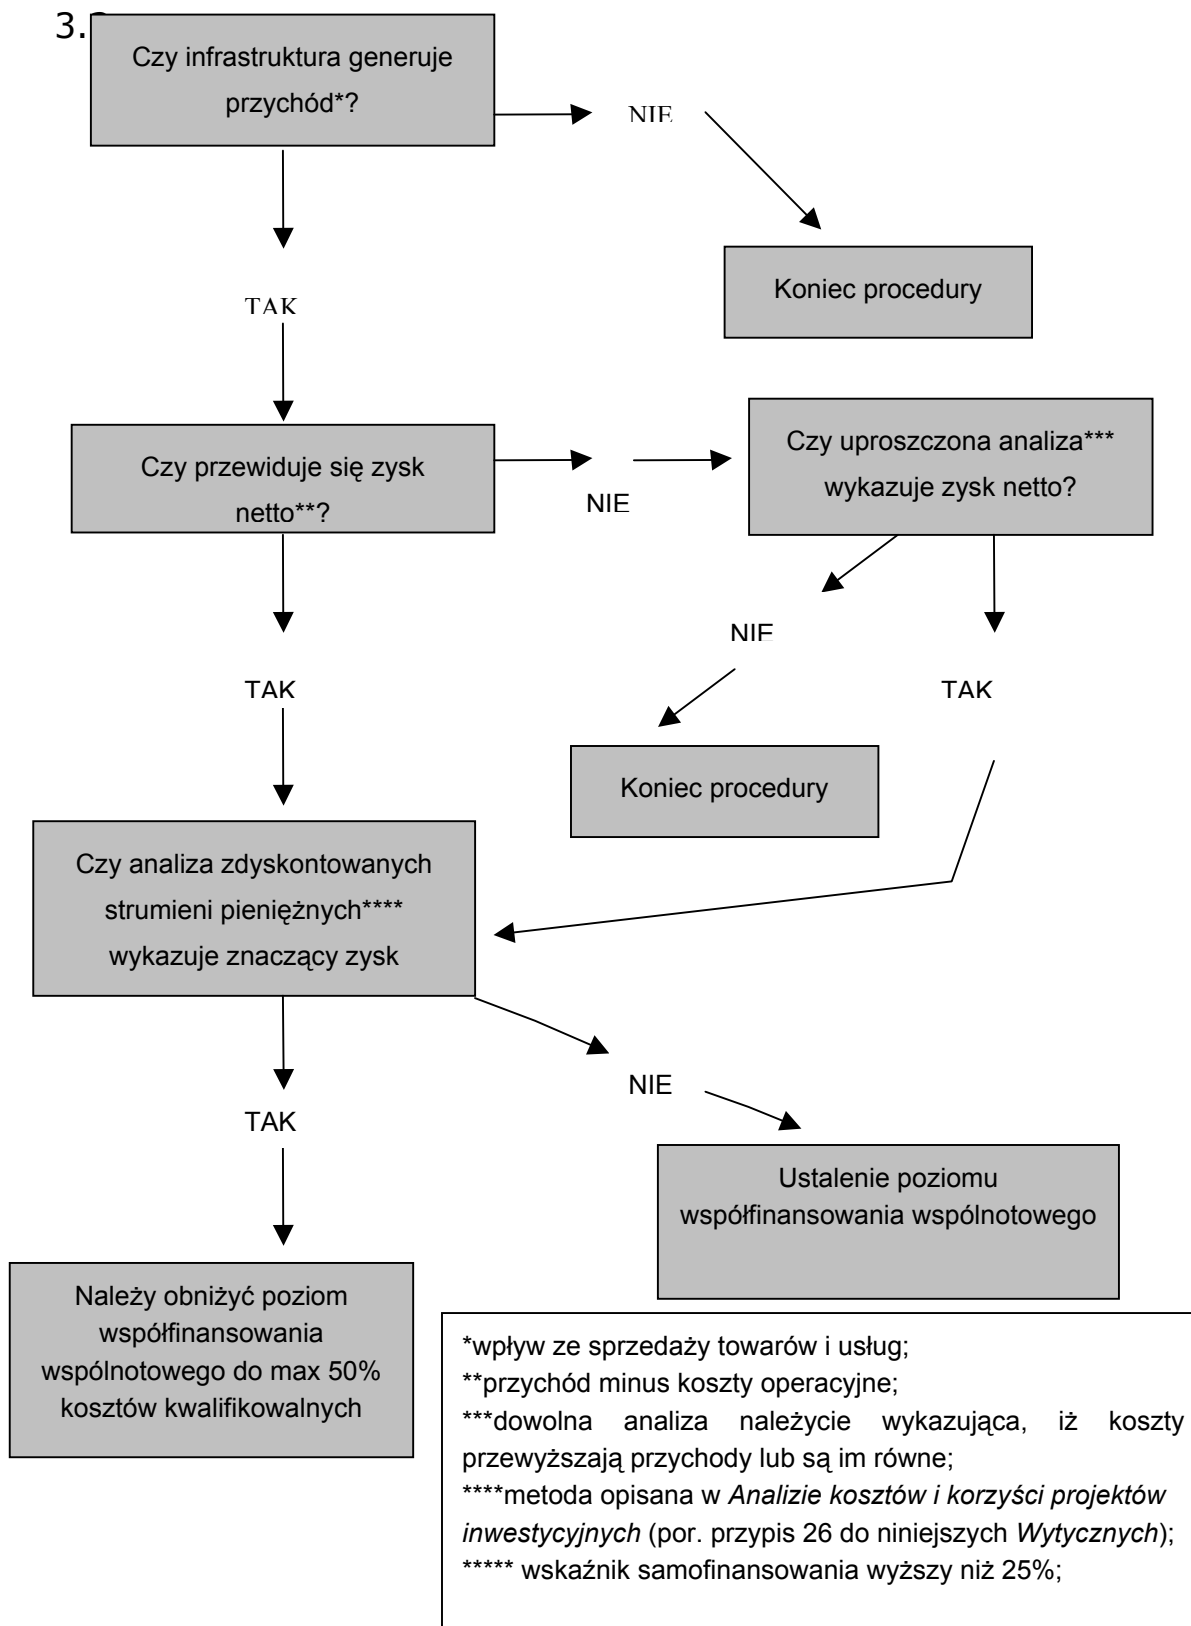 3.
Czy infrastruktura generuje
przychód*?
NIE
Koniec procedury
TAK
Czy przewiduje się zysk
netto**?
NIE
Czy uproszczona analiza***
wykazuje zysk netto?
NIE
TAK
TAK
Koniec procedury
Czy analiza zdyskontowanych
strumieni pieniężnych****
wykazuje znaczący zysk
NIE
TAK
Ustalenie poziomu
współfinansowania wspólnotowego
Należy obniżyć poziom
współfinansowania
wspólnotowego do max 50%
kosztów kwalifikowalnych
*wpływ ze sprzedaży towarów i usług;
**przychód minus koszty operacyjne;
***dowolna analiza należycie wykazująca, iż koszty
przewyższają przychody lub są im równe;
****metoda opisana w Analizie kosztów i korzyści projektów
inwestycyjnych (por. przypis 26 do niniejszych Wytycznych);
***** wskaźnik samofinansowania wyższy niż 25%;